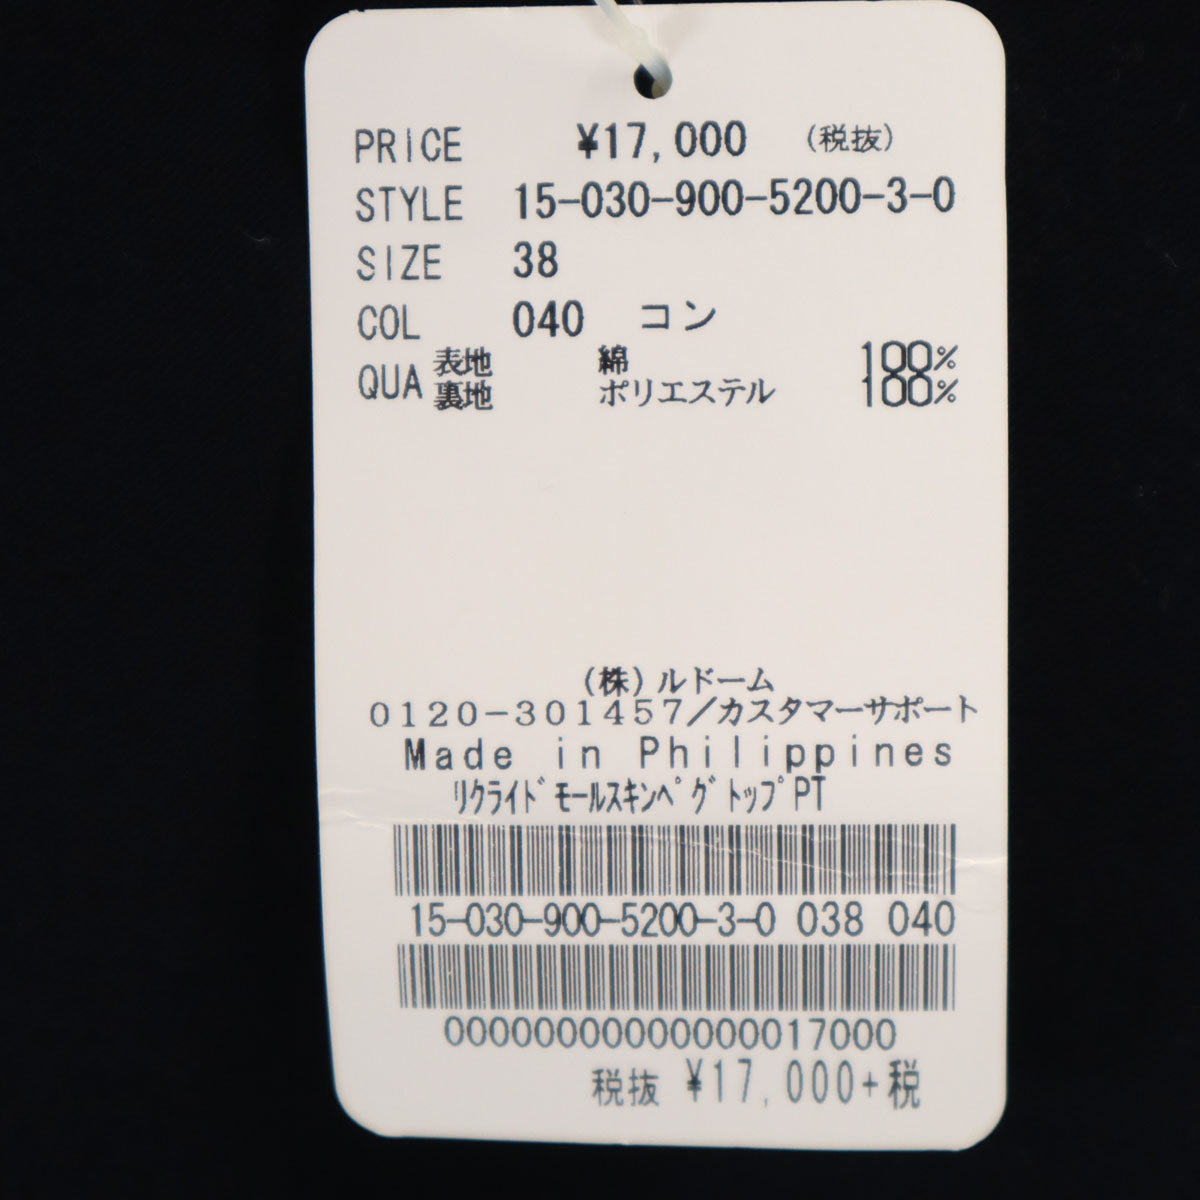 PRICE ¥17,000 (税抜)
STYLE 15-030-900-5200-3-0
SIZE 38
COL 040 コン
QUA 表地 綿 100%
裏地 ポリエステル 100%
(株)ルドーム
0120-301457/カスタマーサポート
Made in Philippines
ﾘｸﾗｲﾄﾞﾓｰﾙｽｷﾝﾍﾟｸﾞﾄｯﾌﾟPT
15-030-900-5200-3-0 038 040
00000000000000017000
税抜 ¥17,000+税